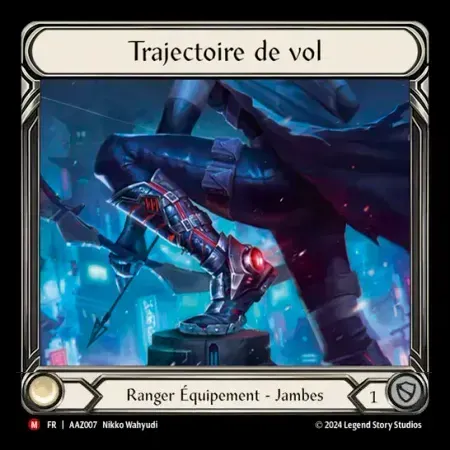 Trajectoire de vol
Ranger Équipement - Jambes
1
M FR | AAZ007 Nikko Wahyudi
© 2024 Legend Story Studios